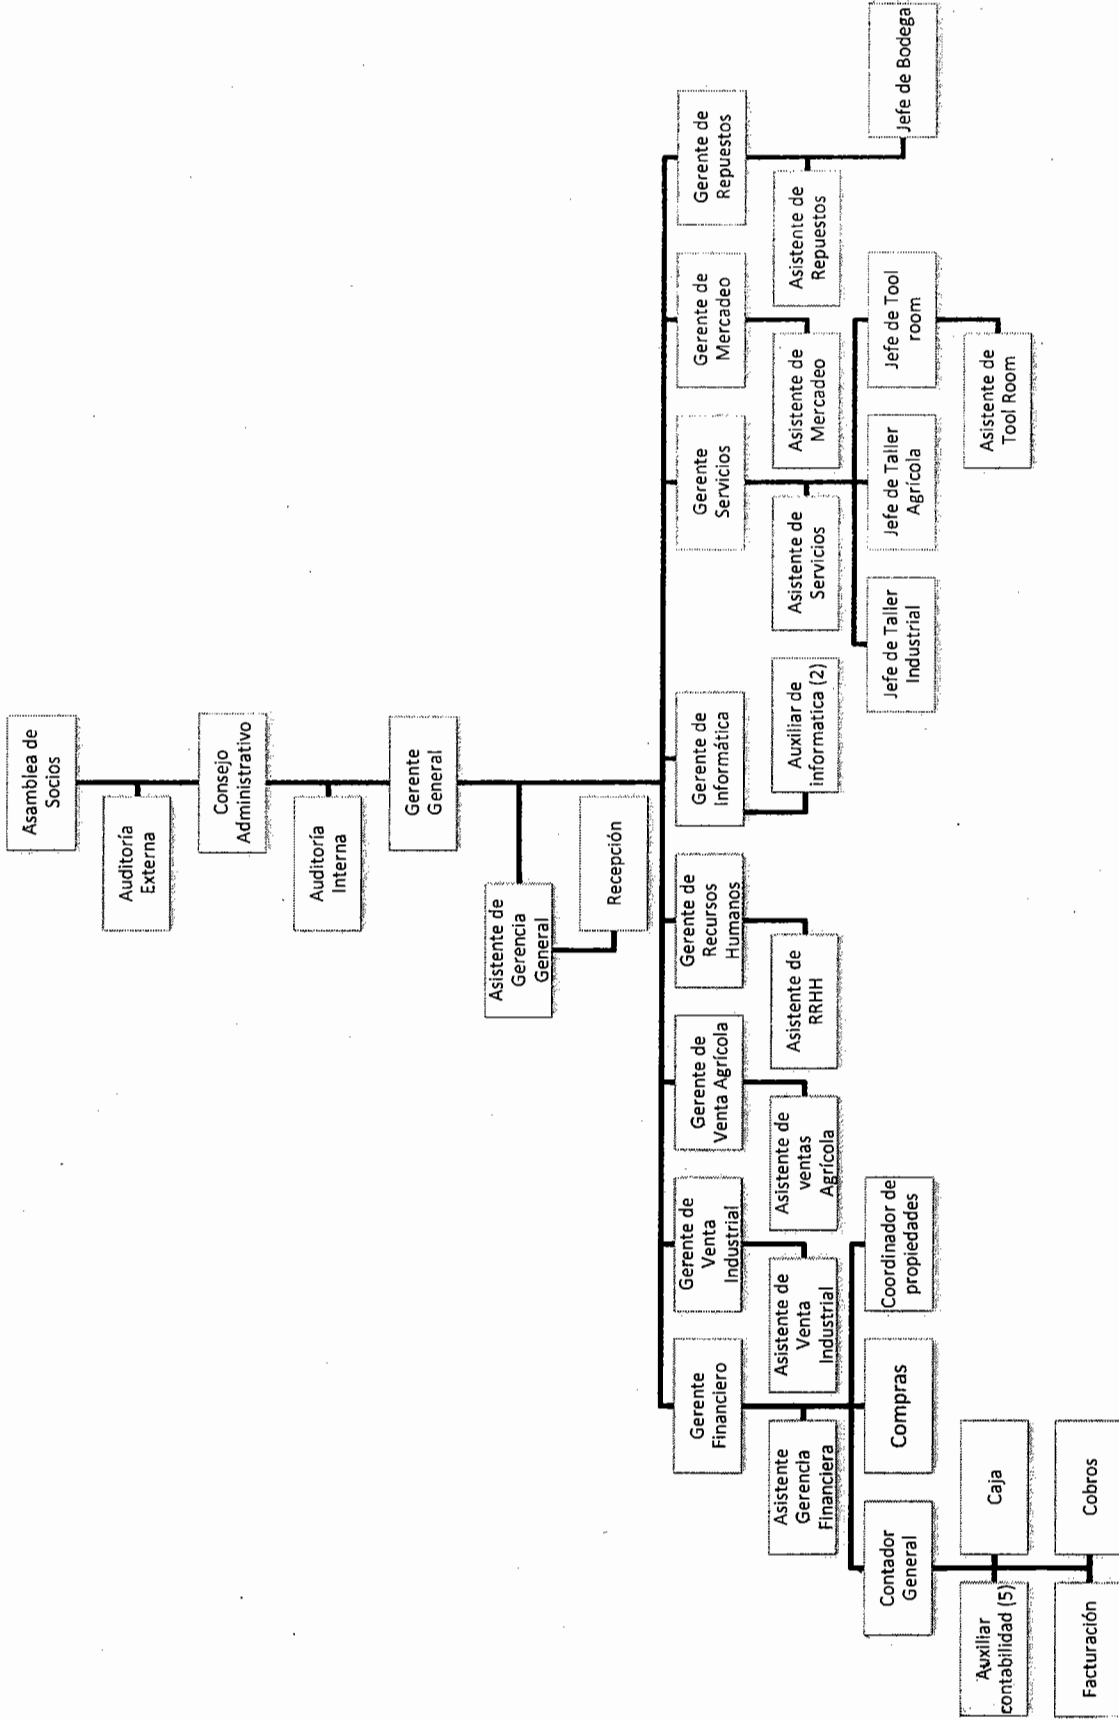 Asamblea de
Socios
Auditoría
Externa
Consejo
Administrativo
Auditoría
Interna
Gerente
General
Asistente de
Gerencia
General
Recepción
Gerente
Financiero
Gerente de
Venta
Industrial
Gerente de
Venta Agrícola
Gerente de
Recursos
Humanos
Gerente de
Informática
Gerente
Servicios
Gerente de
Mercadeo
Gerente de
Repuestos
Asistente
Gerencia
Financiera
Asistente de
Venta
Industrial
Asistente de
ventas
Agrícola
Asistente de
RRHH
Auxiliar de
informatica (2)
Asistente de
Servicios
Asistente de
Mercadeo
Asistente de
Repuestos
Contador
General
Compras
Coordinador de
propiedades
Jefe de Taller
Industrial
Jefe de Taller
Agrícola
Jefe de Tool
room
Jefe de Bodega
Auxiliar
contabilidad (5)
Caja
Asistente de
Tool Room
Facturación
Cobros